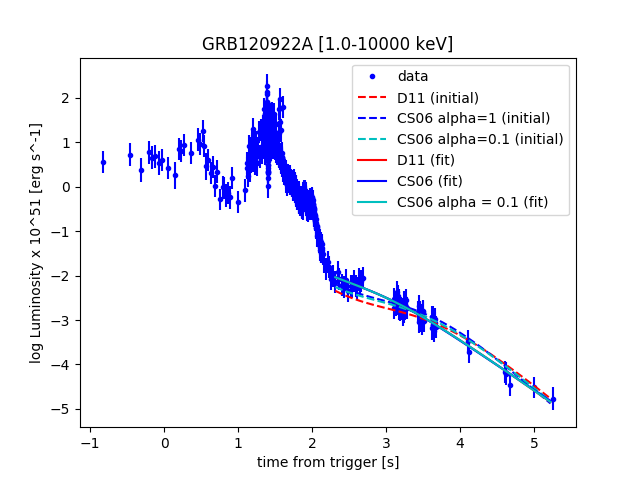 GRB120922A [1.0-10000 keV]
log Luminosity x 10^51 [erg s^-1]
2
1
0
−1
−2
−3
−4
−5
data
D11 (initial)
CS06 alpha=1 (initial)
CS06 alpha=0.1 (initial)
D11 (fit)
CS06 (fit)
CS06 alpha = 0.1 (fit)
−1 0 1 2 3 4 5
time from trigger [s]